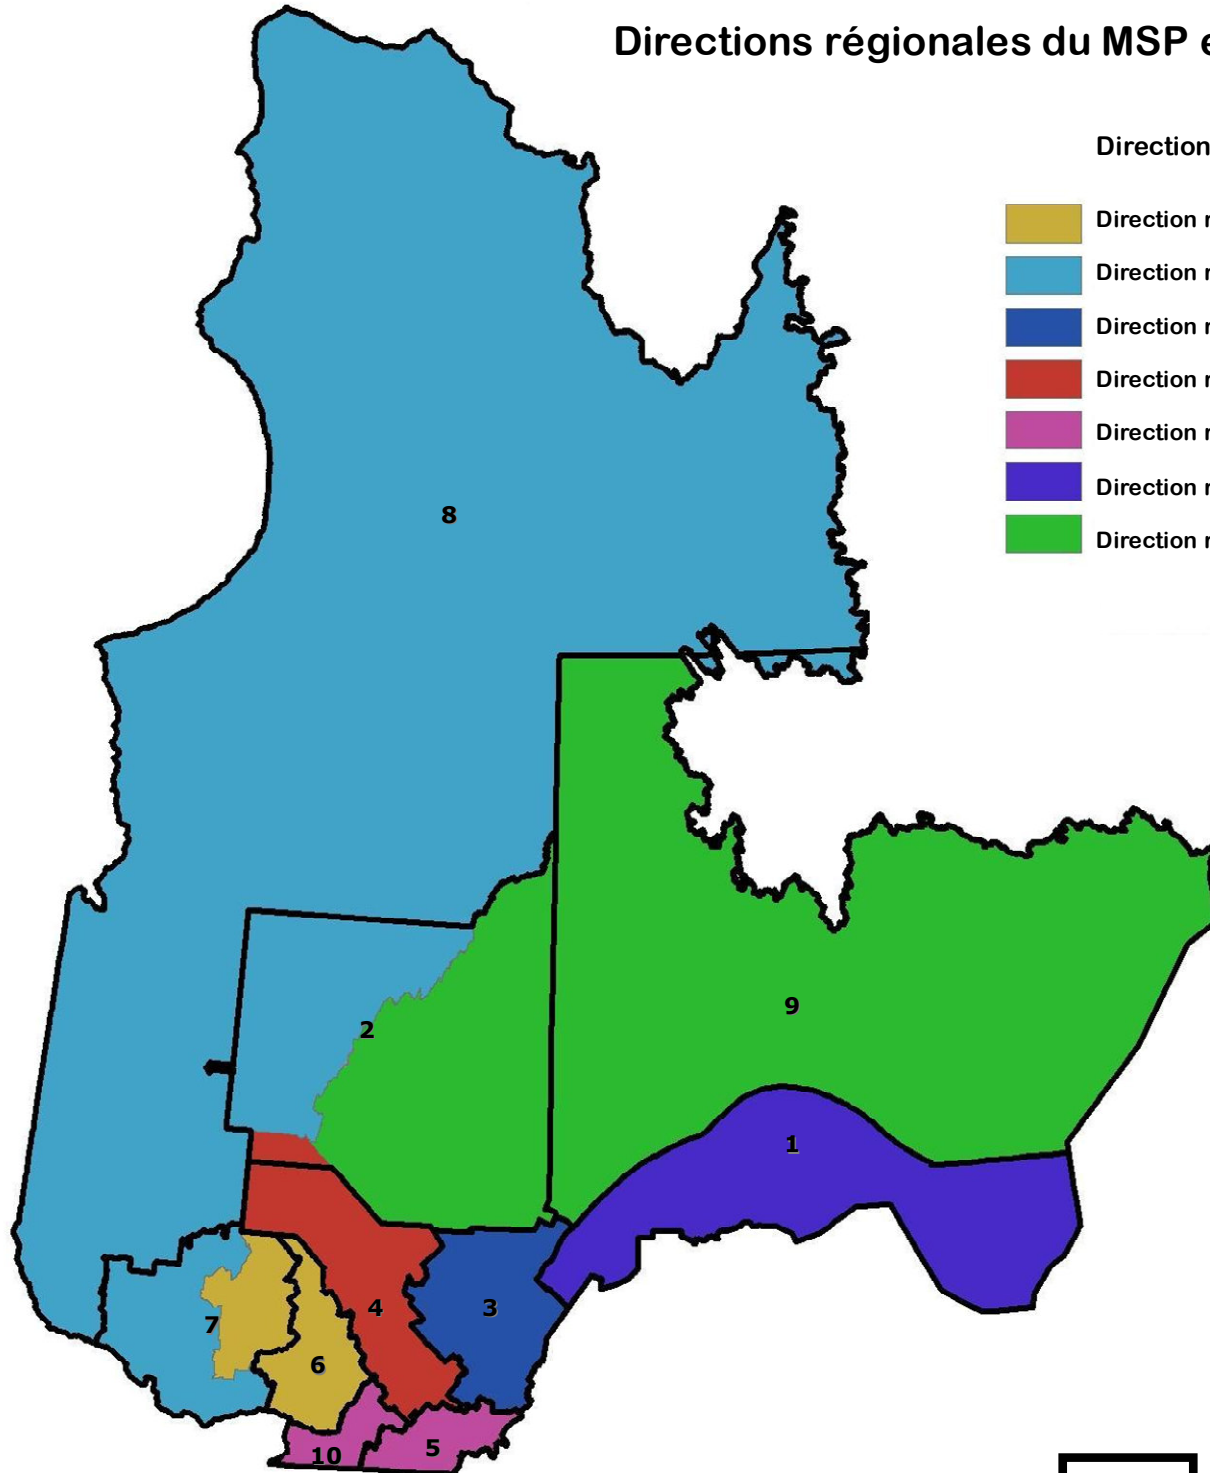 Directions régionales du MSP e
Direction
Direction r
Direction r
Direction r
Direction r
Direction r
Direction r
Direction r
8
2
9
1
4
3
7
6
10
5